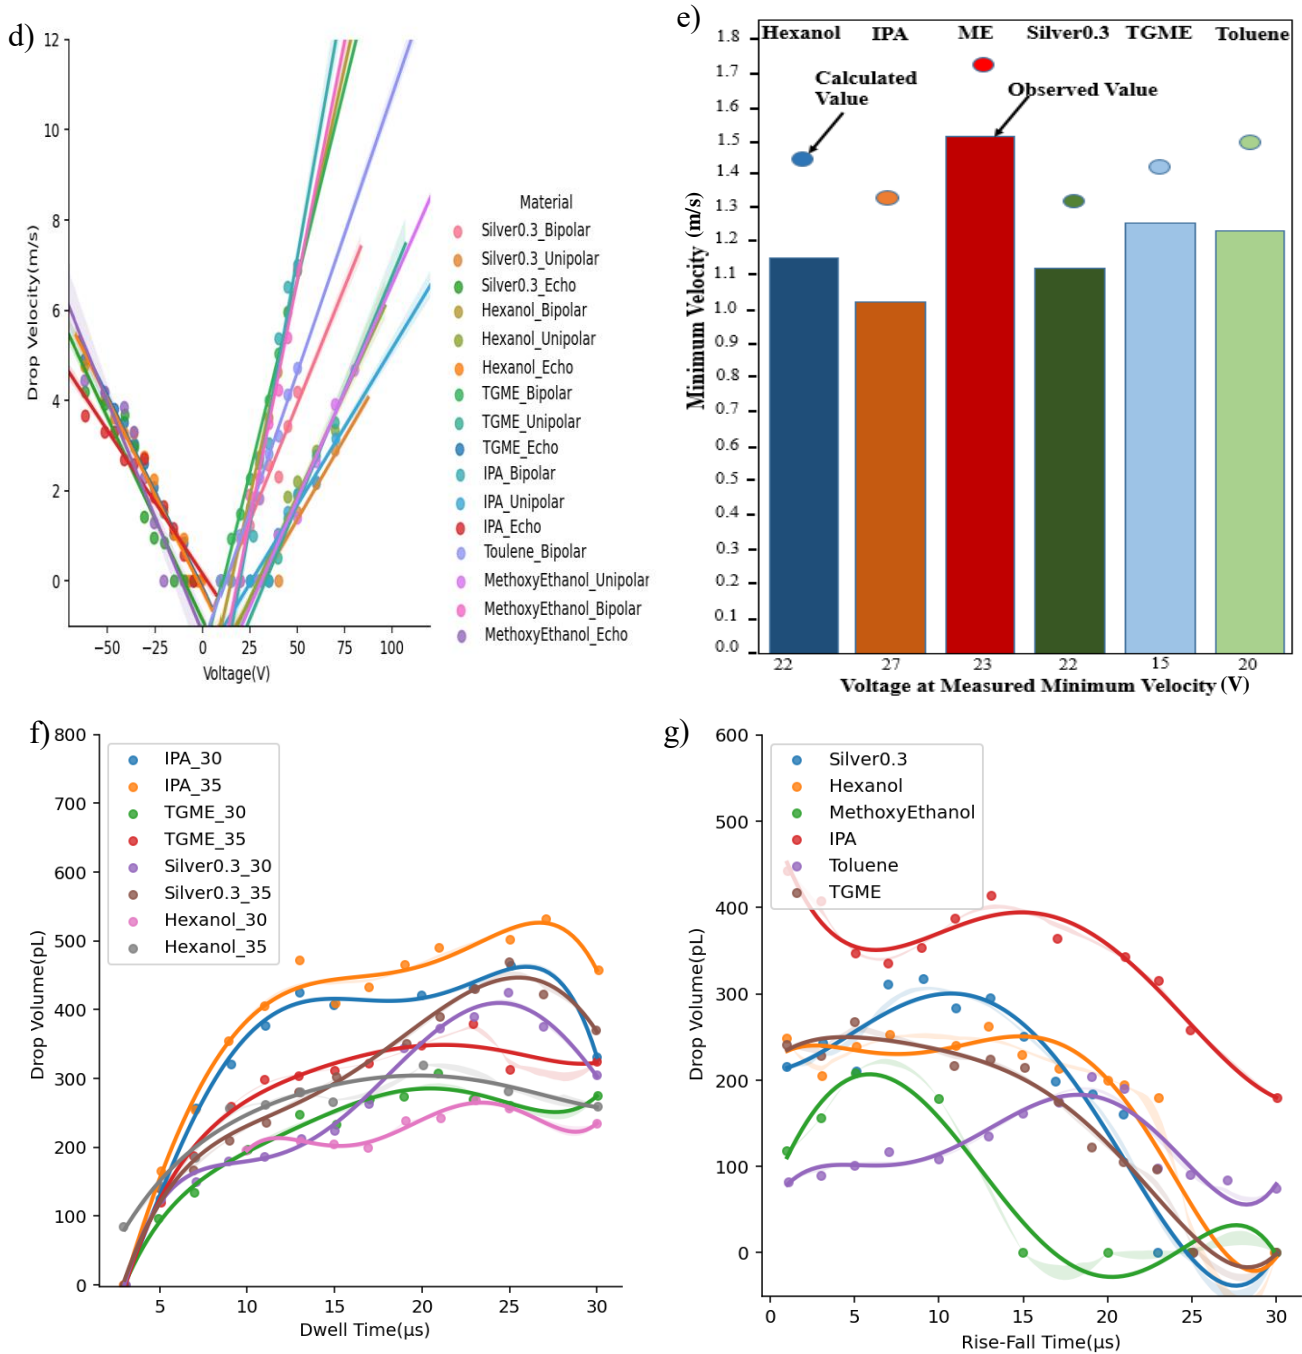 d)
12
10
8
6
4
2
0
Drop Velocity(m/s)
−50
−25
0
25
50
75
100
Voltage(V)
Material
Silver0.3_Bipolar
Silver0.3_Unipolar
Silver0.3_Echo
Hexanol_Bipolar
Hexanol_Unipolar
Hexanol_Echo
TGME_Bipolar
TGME_Unipolar
TGME_Echo
IPA_Bipolar
IPA_Unipolar
IPA_Echo
Toulene_Bipolar
MethoxyEthanol_Unipolar
MethoxyEthanol_Bipolar
MethoxyEthanol_Echo
e)
Hexanol IPA ME Silver0.3 TGME Toluene
Calculated
Value
Observed Value
1.8
1.7
1.6
1.5
1.4
1.3
1.2
1.1
1.0
0.9
0.8
0.7
0.6
0.5
0.4
0.3
0.2
0.1
0.0
Minimum Velocity (m/s)
22 27 23 22 15 20
Voltage at Measured Minimum Velocity (V)
f)
800
700
600
500
400
300
200
100
0
Drop Volume(pL)
IPA_30
IPA_35
TGME_30
TGME_35
Silver0.3_30
Silver0.3_35
Hexanol_30
Hexanol_35
5 10 15 20 25 30
Dwell Time(μs)
g)
600
500
400
300
200
100
0
Drop Volume(pL)
Silver0.3
Hexanol
MethoxyEthanol
IPA
Toluene
TGME
0 5 10 15 20 25 30
Rise-Fall Time(μs)